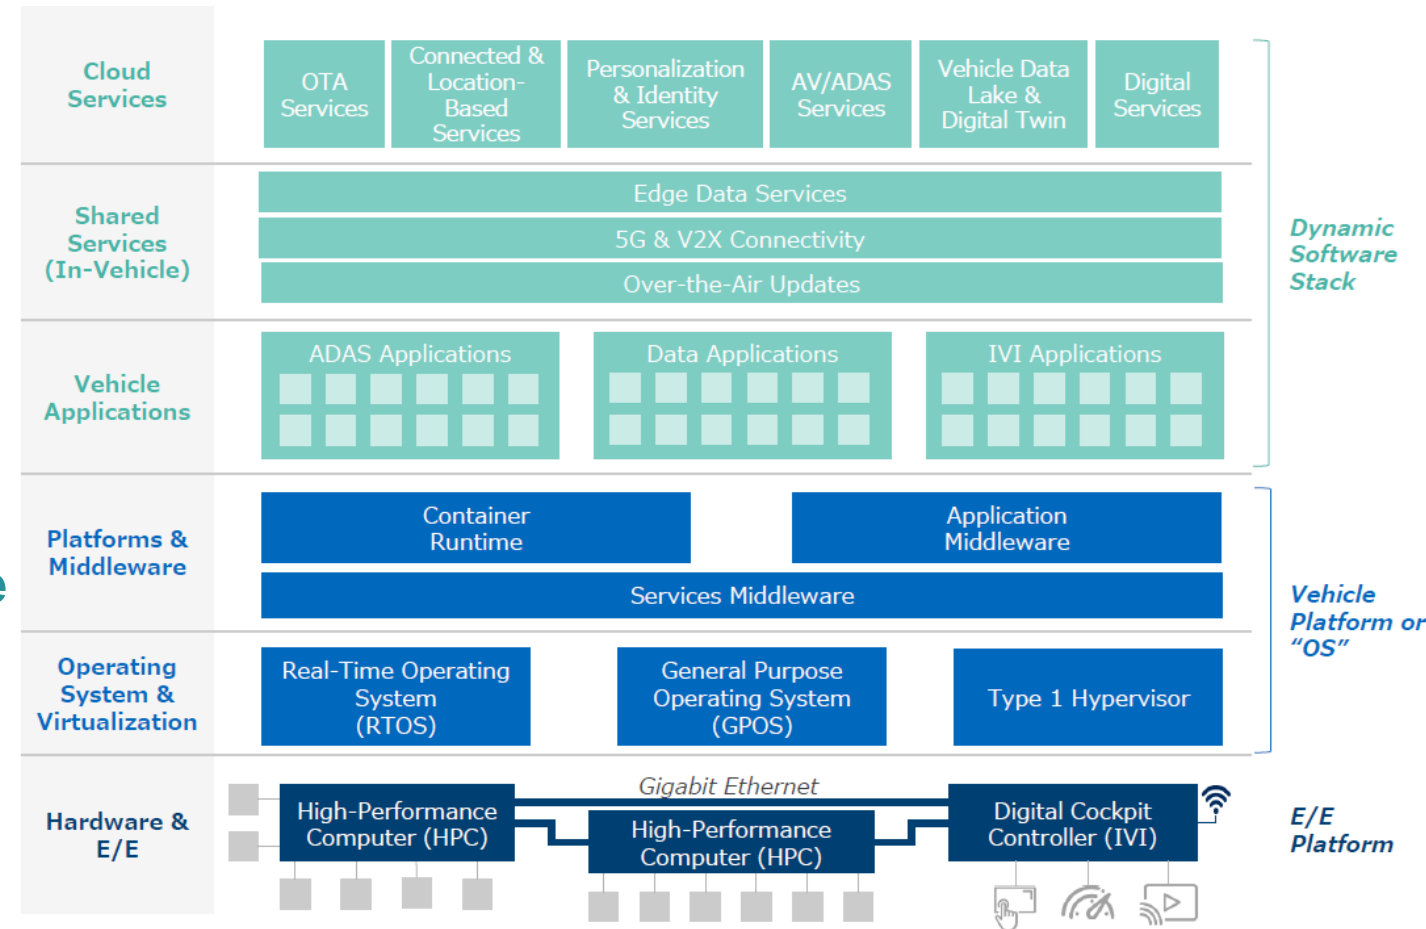 Cloud
Services
OTA
Services
Connected &
Location-
Based
Services
Personalization
& Identity
Services
AV/ADAS
Services
Vehicle Data
Lake &
Digital Twin
Digital
Services
Shared
Services
(In-Vehicle)
Edge Data Services
5G & V2X Connectivity
Over-the-Air Updates
Dynamic
Software
Stack
Vehicle
Applications
ADAS Applications
Data Applications
IVI Applications
Platforms &
Middleware
Container
Runtime
Application
Middleware
Services Middleware
e
Vehicle
Platform or
“OS”
Operating
System &
Virtualization
Real-Time Operating
System
(RTOS)
General Purpose
Operating System
(GPOS)
Type 1 Hypervisor
Hardware &
E/E
Gigabit Ethernet
High-Performance
Computer (HPC)
High-Performance
Computer (HPC)
Digital Cockpit
Controller (IVI)
E/E
Platform